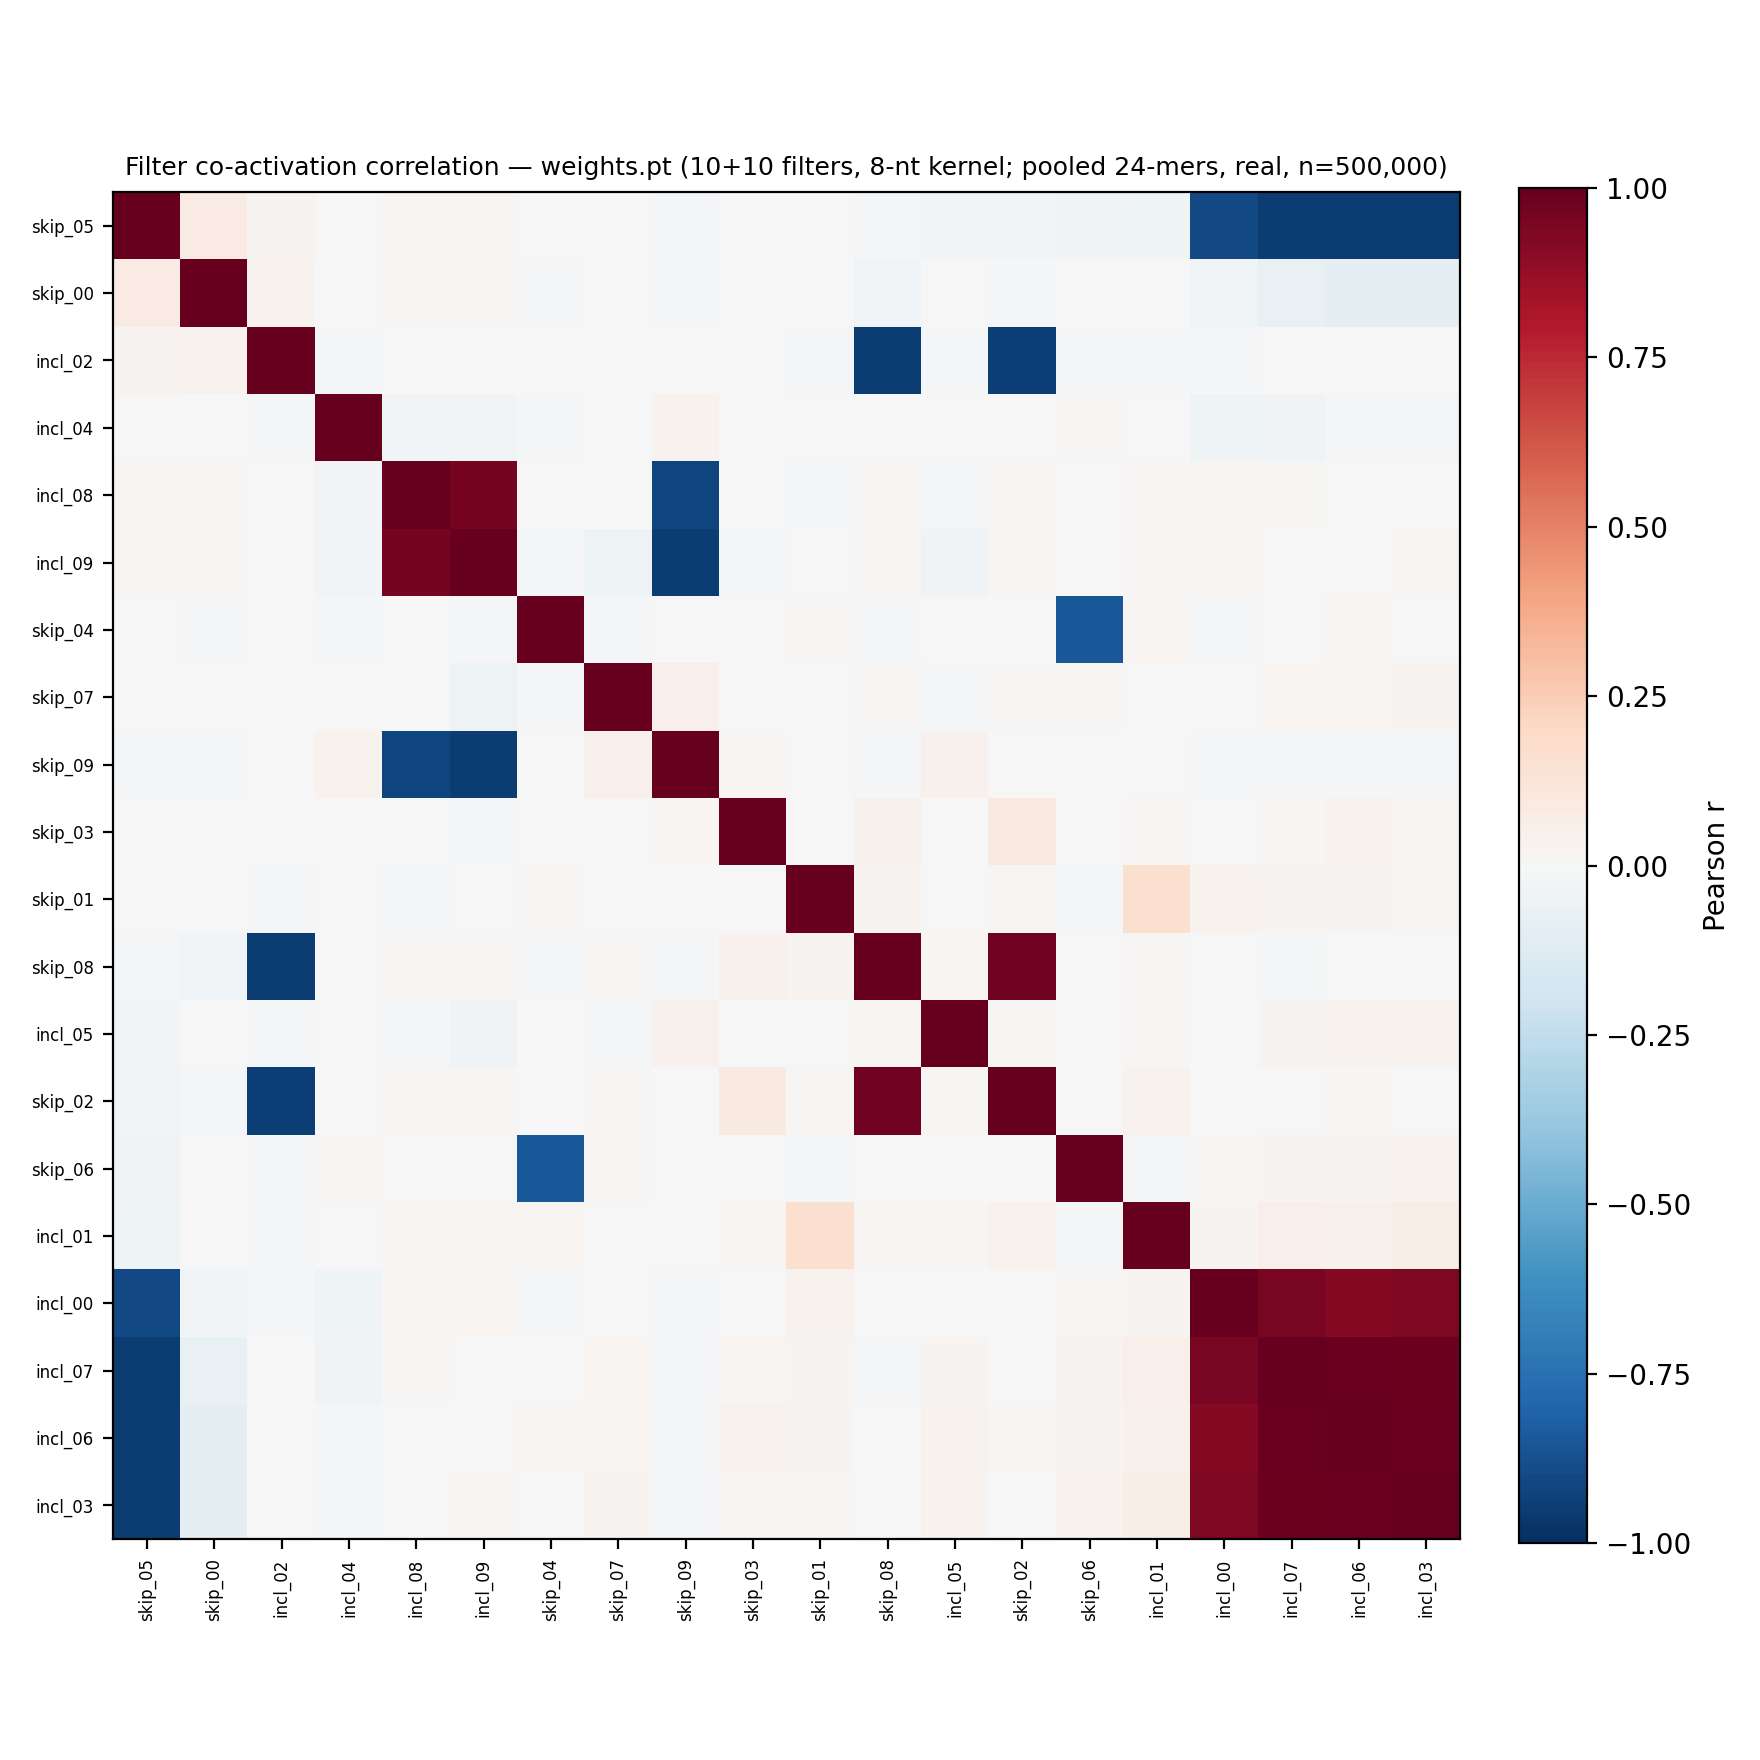 Filter co-activation correlation — weights.pt (10+10 filters, 8-nt kernel; pooled 24-mers, real, n=500,000)
skip_05
skip_00
incl_02
incl_04
incl_08
incl_09
skip_04
skip_07
skip_09
skip_03
skip_01
skip_08
incl_05
skip_02
skip_06
incl_01
incl_00
incl_07
incl_06
incl_03
skip_05
skip_00
incl_02
incl_04
incl_08
incl_09
skip_04
skip_07
skip_09
skip_03
skip_01
skip_08
incl_05
skip_02
skip_06
incl_01
incl_00
incl_07
incl_06
incl_03
1.00
0.75
0.50
0.25
0.00
−0.25
−0.50
−0.75
−1.00
Pearson r